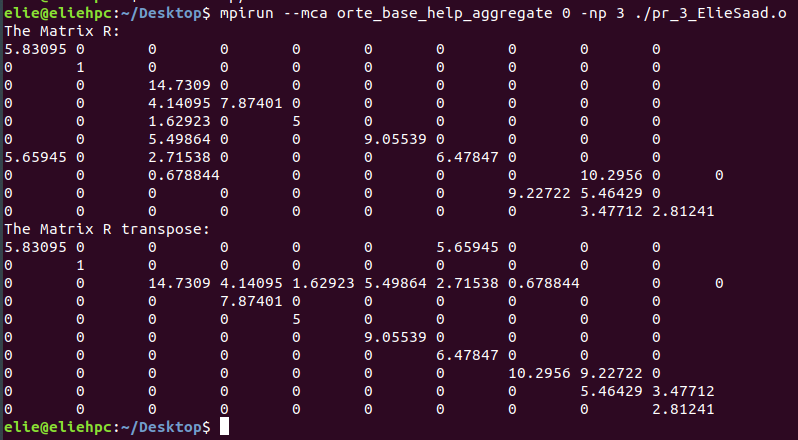 elie@eliehpc:~/Desktop$ mpirun --mca orte_base_help_aggregate 0 -np 3 ./pr_3_ElieSaad.o
The Matrix R:
5.83095 0 0 0 0 0 0 0 0 0
0 1 0 0 0 0 0 0 0 0
0 0 14.7309 0 0 0 0 0 0 0
0 0 4.14095 7.87401 0 0 0 0 0 0
0 0 1.62923 0 5 0 0 0 0 0
0 0 5.49864 0 0 9.05539 0 0 0 0
5.65945 0 2.71538 0 0 0 6.47847 0 0 0
0 0 0.678844 0 0 0 0 10.2956 0 0
0 0 0 0 0 0 0 9.22722 5.46429 0
0 0 0 0 0 0 0 0 3.47712 2.81241
The Matrix R transpose:
5.83095 0 0 0 0 0 5.65945 0 0 0
0 1 0 0 0 0 0 0 0 0
0 0 14.7309 4.14095 1.62923 5.49864 2.71538 0.678844 0 0
0 0 0 7.87401 0 0 0 0 0 0
0 0 0 0 5 0 0 0 0 0
0 0 0 0 0 9.05539 0 0 0 0
0 0 0 0 0 0 6.47847 0 0 0
0 0 0 0 0 0 0 10.2956 9.22722 0
0 0 0 0 0 0 0 0 5.46429 3.47712
0 0 0 0 0 0 0 0 0 2.81241
elie@eliehpc:~/Desktop$